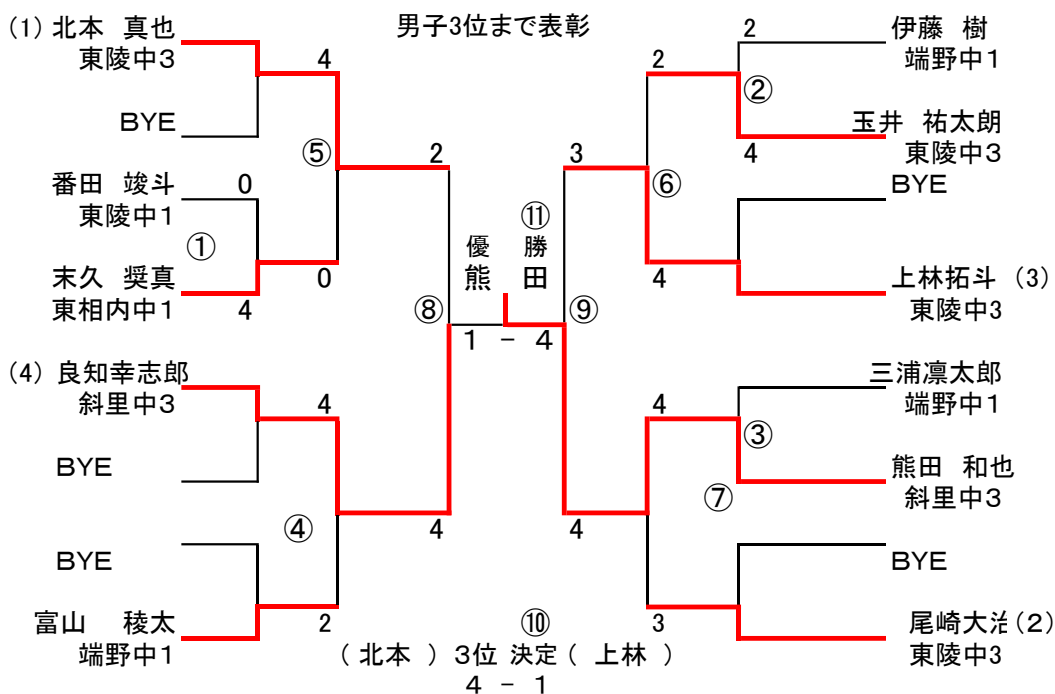 男子3位まで表彰
(1) 北本 真也
東陵中3
4
BYE
⑤
2
番田 竣斗
0
東陵中1
①
末久 奨真
0
東相内中1
4
⑧
(4) 良知幸志郎
斜里中3
4
BYE
④
4
BYE
富山 稜太
2
端野中1
⑪
優 勝
熊 田
1 - 4
2
伊藤 樹
端野中1
2
②
玉井 祐太朗
4
東陵中3
3
⑥
BYE
4
上林拓斗 (3)
東陵中3
⑨
三浦凛太郎
端野中1
4
③
熊田 和也
斜里中3
⑦
4
BYE
3
尾崎大治(2)
東陵中3
⑩
( 北本 ) 3位 決定 ( 上林 )
4 - 1